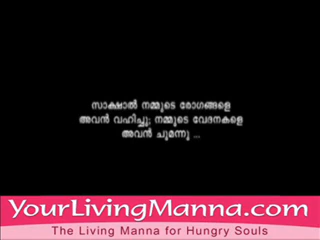 സാക്ഷാൽ നമ്മുടെ രോഗങ്ങളെ
അവൻ വഹിച്ചു; നമ്മുടെ വേദനകളെ
അവൻ ചുമന്നു ...
YourLivingManna.com
The Living Manna for Hungry Souls